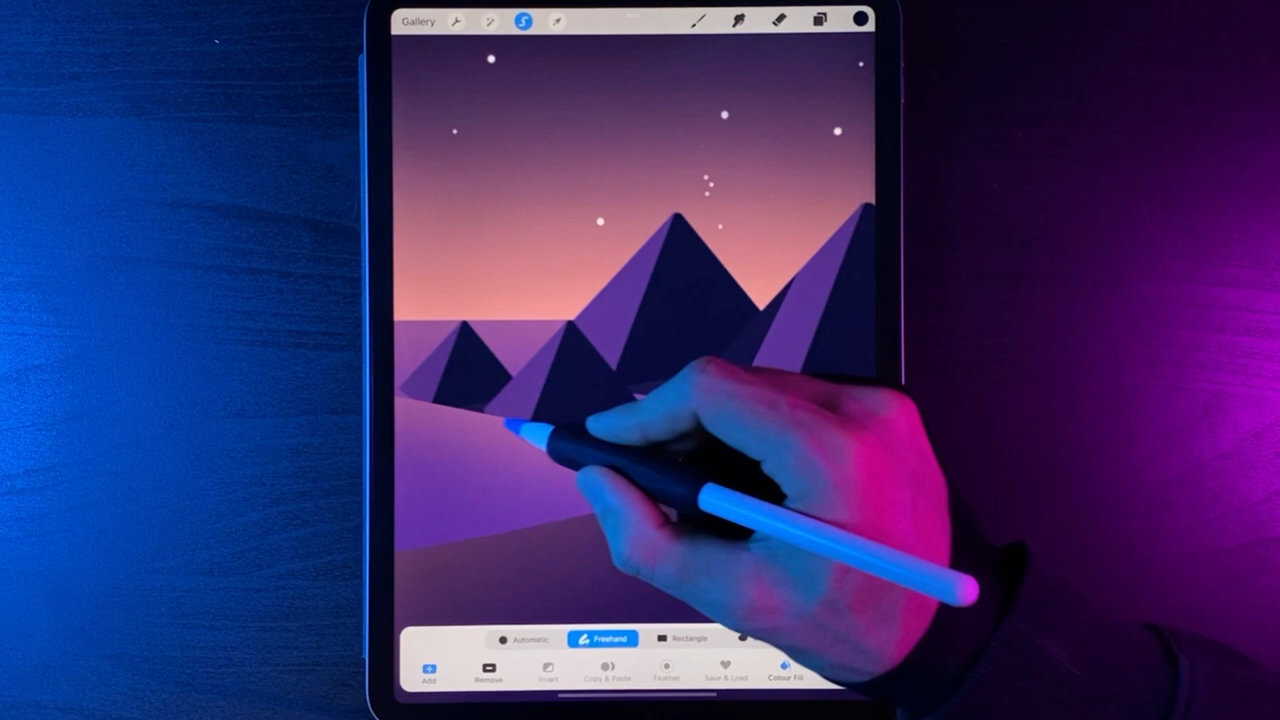 Gallery
Automatic Freehand Rectangle
Add Remove Invert Copy & Paste Feather Save & Load Colour Fill